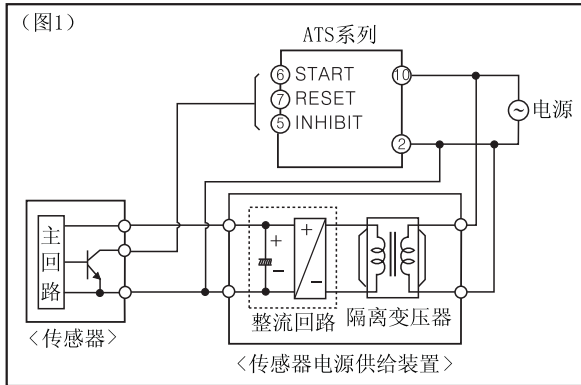 (图1)
ATS系列
⑥ START
⑩
⑦ RESET
⑤ INHIBIT
②
电源
主回路
+
−
+
−
整流回路
隔离变压器
<传感器>
<传感器电源供给装置>